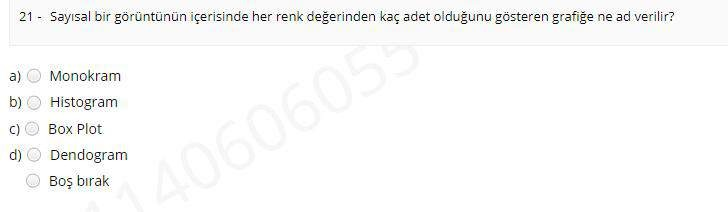 21 - Sayısal bir görüntünün içerisinde her renk değerinden kaç adet olduğunu gösteren grafiğe ne ad verilir?
a) Monokram
b) Histogram
c) Box Plot
d) Dendogram
Boş bırak